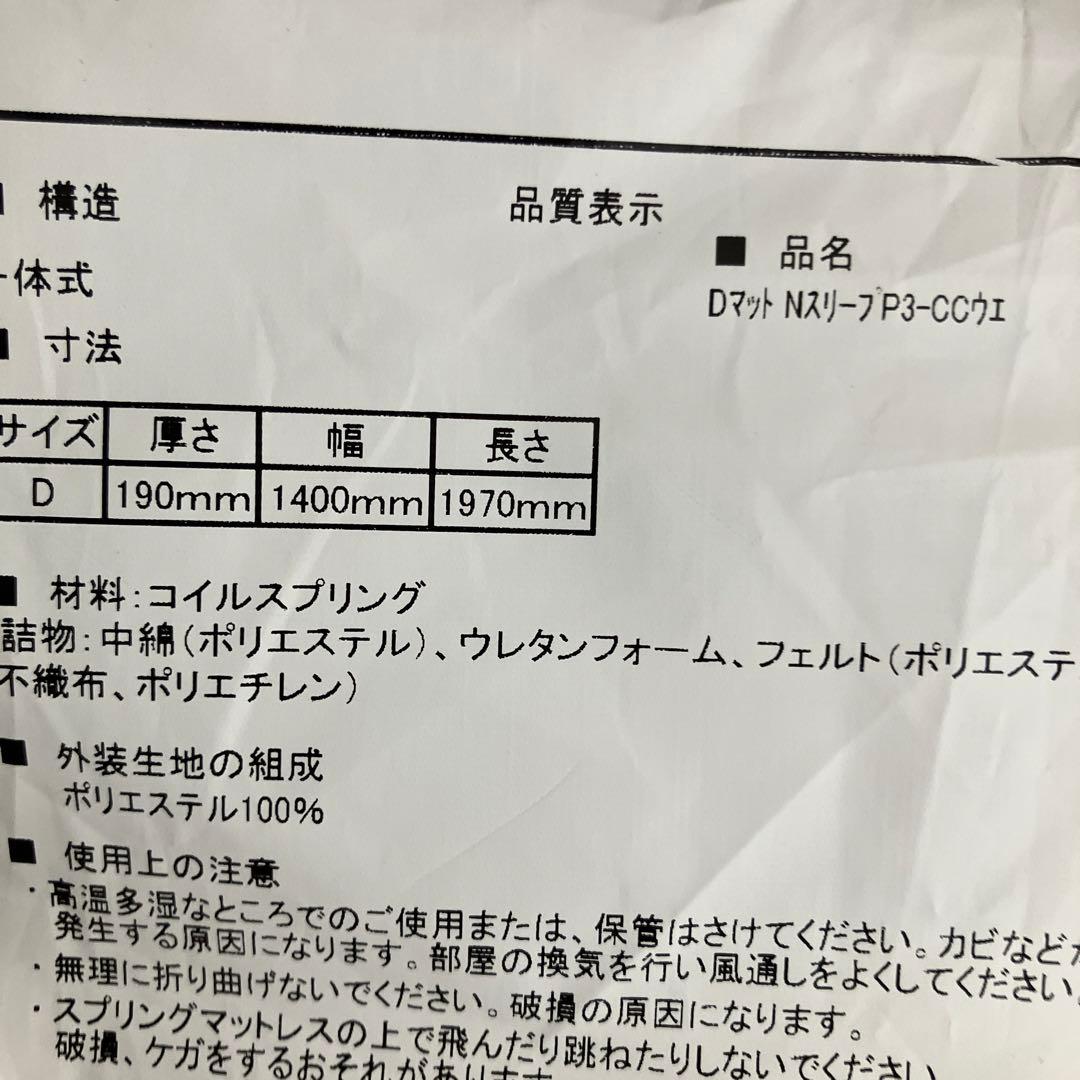 品質表示
■ 構造
一体式
■ 品名
Dマット NスリープP3-CCウエ
■ 寸法
サイズ 厚さ 幅 長さ
D 190mm 1400mm 1970mm
■ 材料:コイルスプリング
詰物:中綿(ポリエステル)、ウレタンフォーム、フェルト(ポリエステ
不織布、ポリエチレン)
■ 外装生地の組成
ポリエステル100%
■ 使用上の注意
・高温多湿なところでのご使用または、保管はさけてください。カビなどが
発生する原因になります。部屋の換気を行い風通しをよくしてください。
・無理に折り曲げないでください。破損の原因になります。
・スプリングマットレスの上で飛んだり跳ねたりしないでください。
破損、ケガをするおそれがあります。